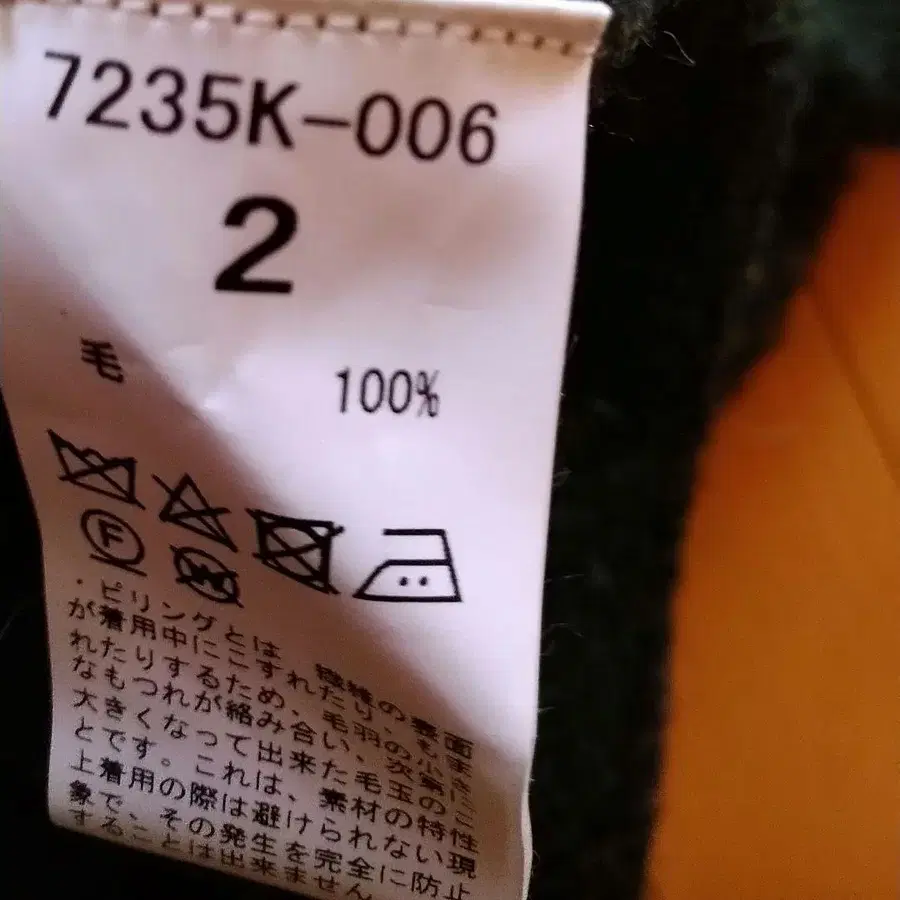 7235K-006
2
毛 100%
F
W
・ピリングとは、繊維の表面
が着用中にこすれたり、もま
れたりするため、毛羽の小さ
なもつれが絡み合い、次第に
大きくなって出来た毛玉のこ
とです。これは、素材の特性
上着用の際は避けられない現
象で、その発生を完全に防止
することは出来ません